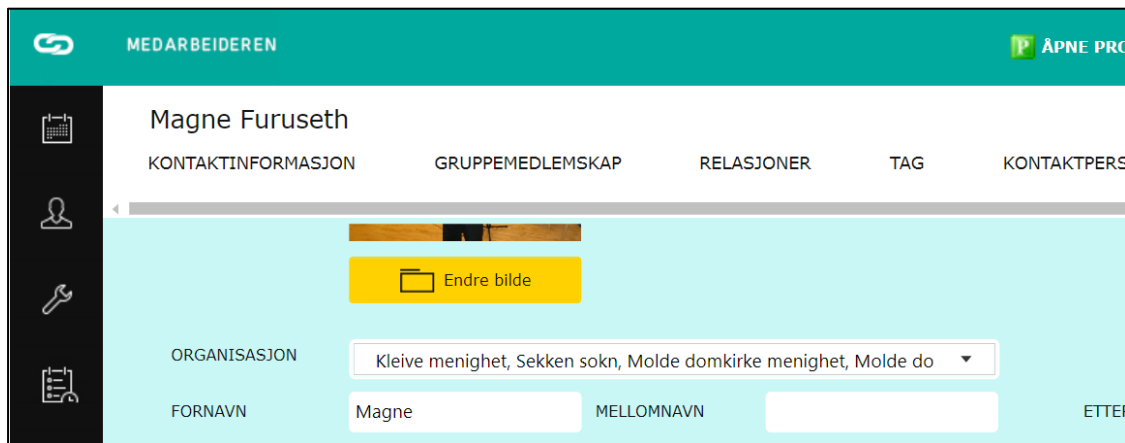 MEDARBEIDEREN
ÅPNE PRO
Magne Furuseth
KONTAKTINFORMASJON GRUPPEMEDLEMSKAP RELASJONER TAG KONTAKTPERS
Endre bilde
ORGANISASJON Kleive menighet, Sekken sokn, Molde domkirke menighet, Molde do
FORNAVN Magne MELLOMNAVN ETTER